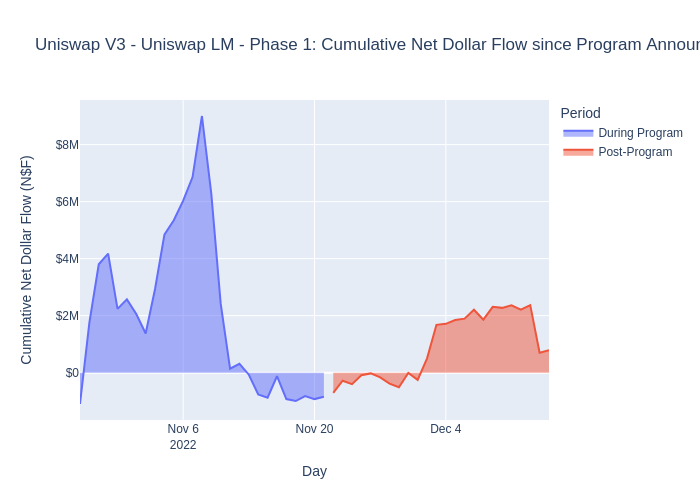 Uniswap V3 - Uniswap LM - Phase 1: Cumulative Net Dollar Flow since Program Announ
Period
During Program
Post-Program
Cumulative Net Dollar Flow (N$F)
$8M
$6M
$4M
$2M
$0
Nov 6
2022
Nov 20
Dec 4
Day